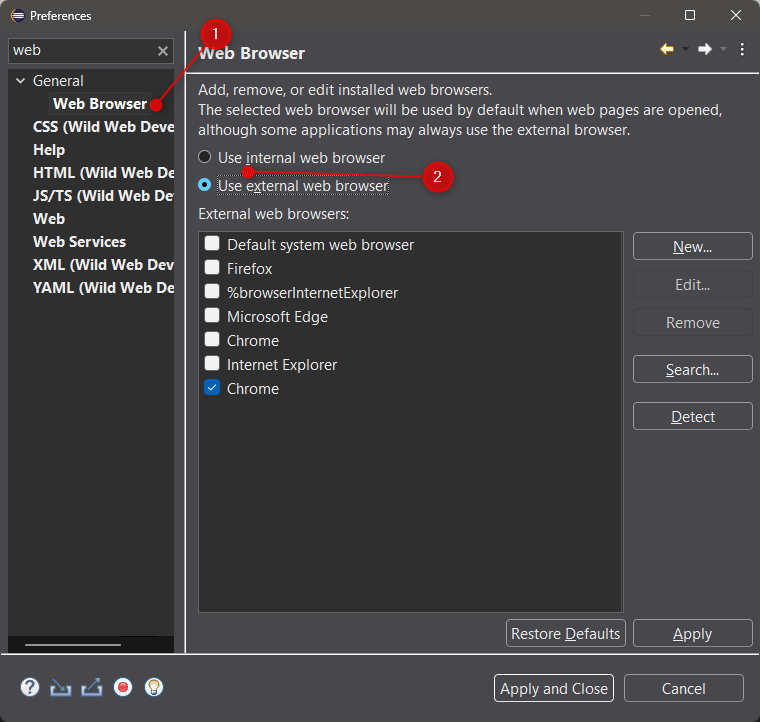 Preferences
web
1
Web Browser
General
Web Browser
CSS (Wild Web Deve
Help
HTML (Wild Web De
JS/TS (Wild Web De
Web
Web Services
XML (Wild Web Dev
YAML (Wild Web De
Add, remove, or edit installed web browsers.
The selected web browser will be used by default when web pages are opened,
although some applications may always use the external browser.
Use internal web browser
2
Use external web browser
External web browsers:
Default system web browser
Firefox
%browserInternetExplorer
Microsoft Edge
Chrome
Internet Explorer
Chrome
New...
Edit...
Remove
Search...
Detect
Restore Defaults
Apply
?
Apply and Close
Cancel